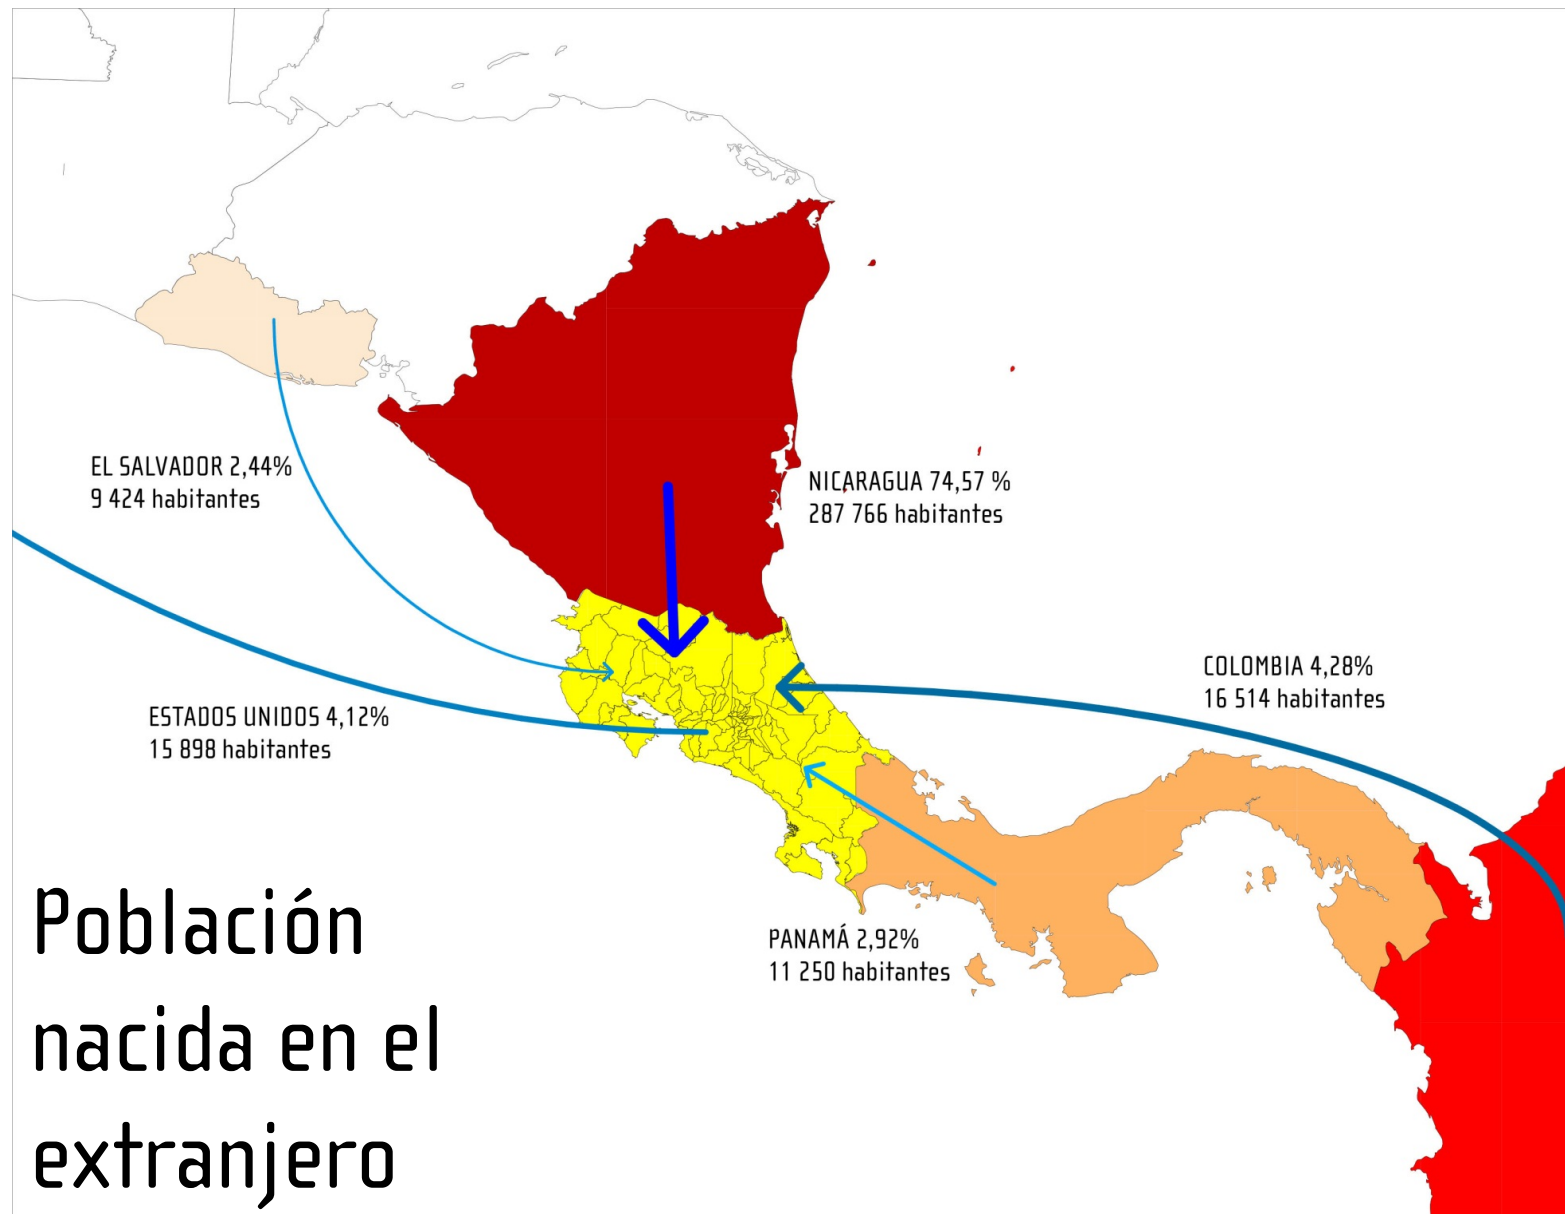 EL SALVADOR 2,44%
9 424 habitantes
NICARAGUA 74,57 %
287 766 habitantes
ESTADOS UNIDOS 4,12%
15 898 habitantes
COLOMBIA 4,28%
16 514 habitantes
PANAMÁ 2,92%
11 250 habitantes
Población
nacida en el
extranjero